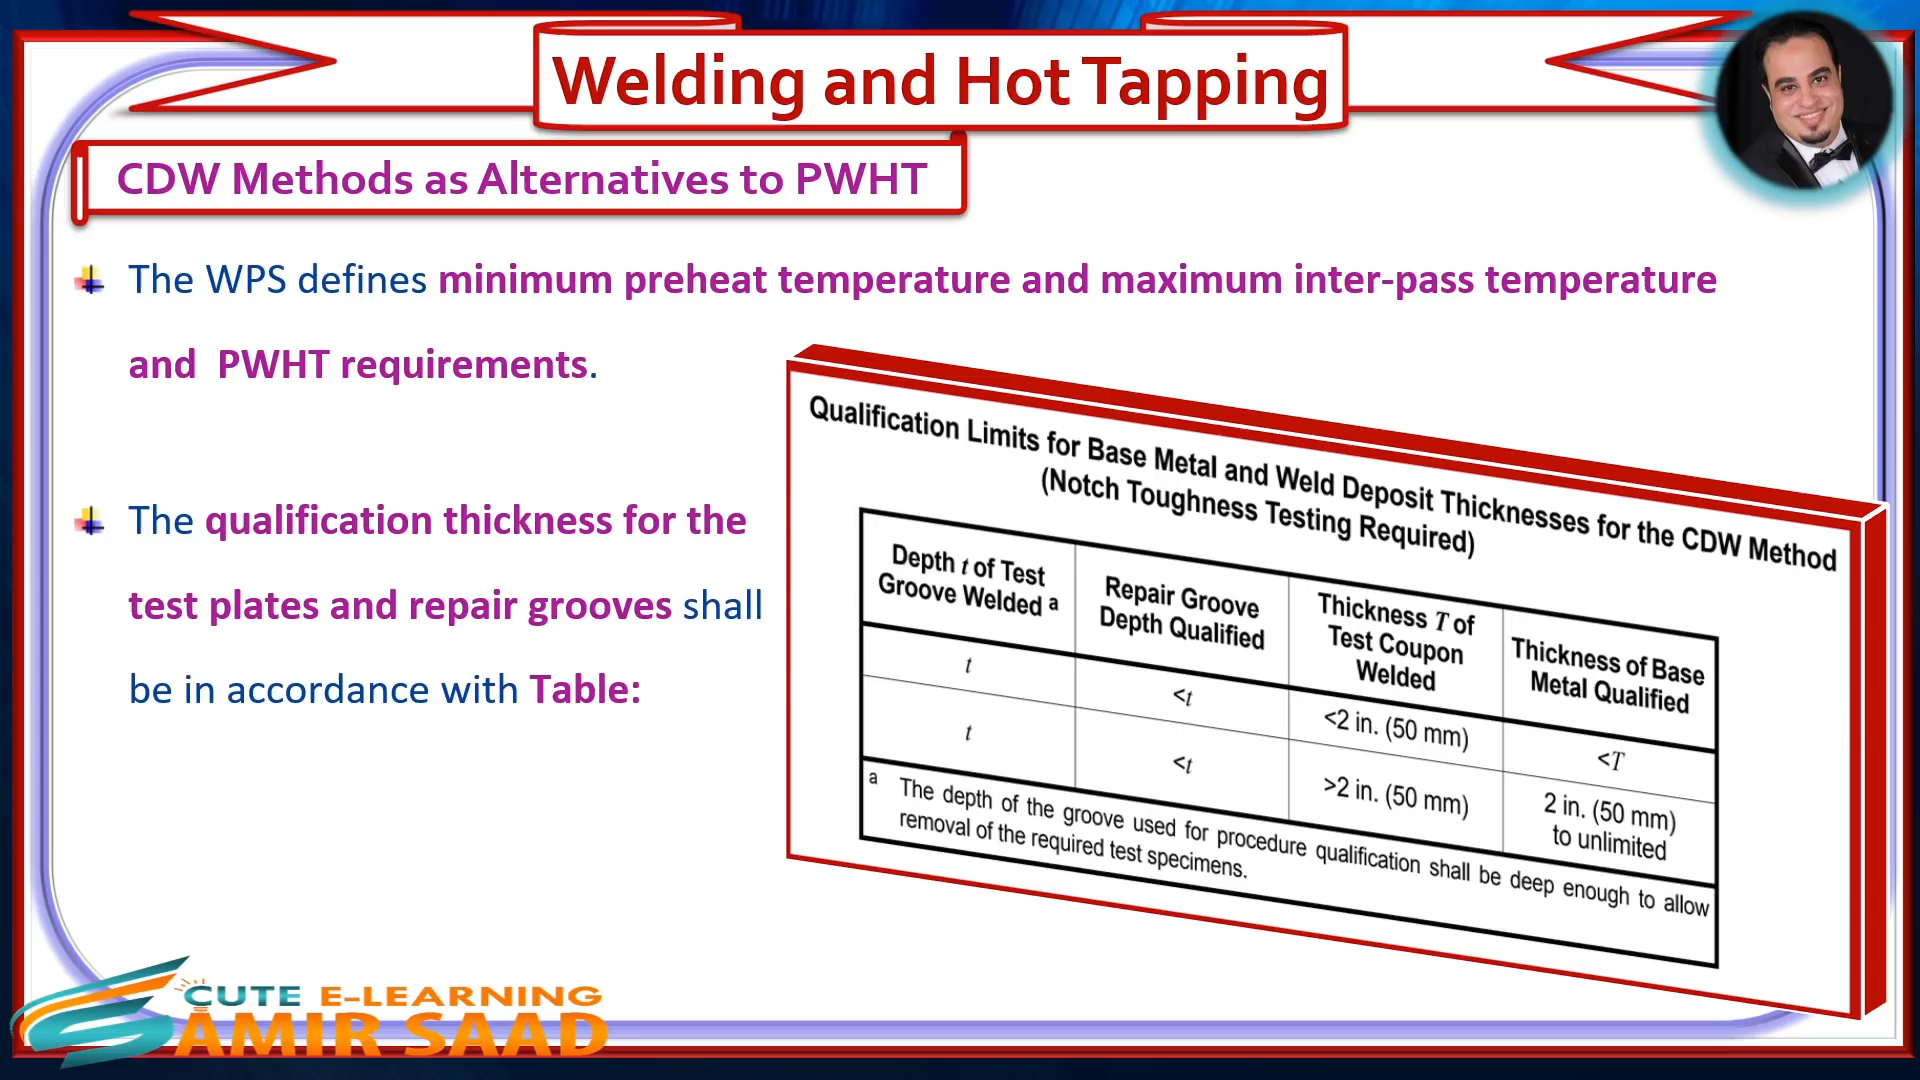 Welding and Hot Tapping
CDW Methods as Alternatives to PWHT
The WPS defines minimum preheat temperature and maximum inter-pass temperature
and PWHT requirements.
The qualification thickness for the
test plates and repair grooves shall
be in accordance with Table:
Qualification Limits for Base Metal and Weld Deposit Thicknesses for the CDW Method
(Notch Toughness Testing Required)
Depth t of Test
Groove Welded a
Repair Groove
Depth Qualified
Thickness T of
Test Coupon
Welded
Thickness of Base
Metal Qualified
t
<t
<2 in. (50 mm)
<T
t
<t
>2 in. (50 mm)
2 in. (50 mm)
to unlimited
a The depth of the groove used for procedure qualification shall be deep enough to allow
removal of the required test specimens.
CUTE E-LEARNING
AMIR SAAD